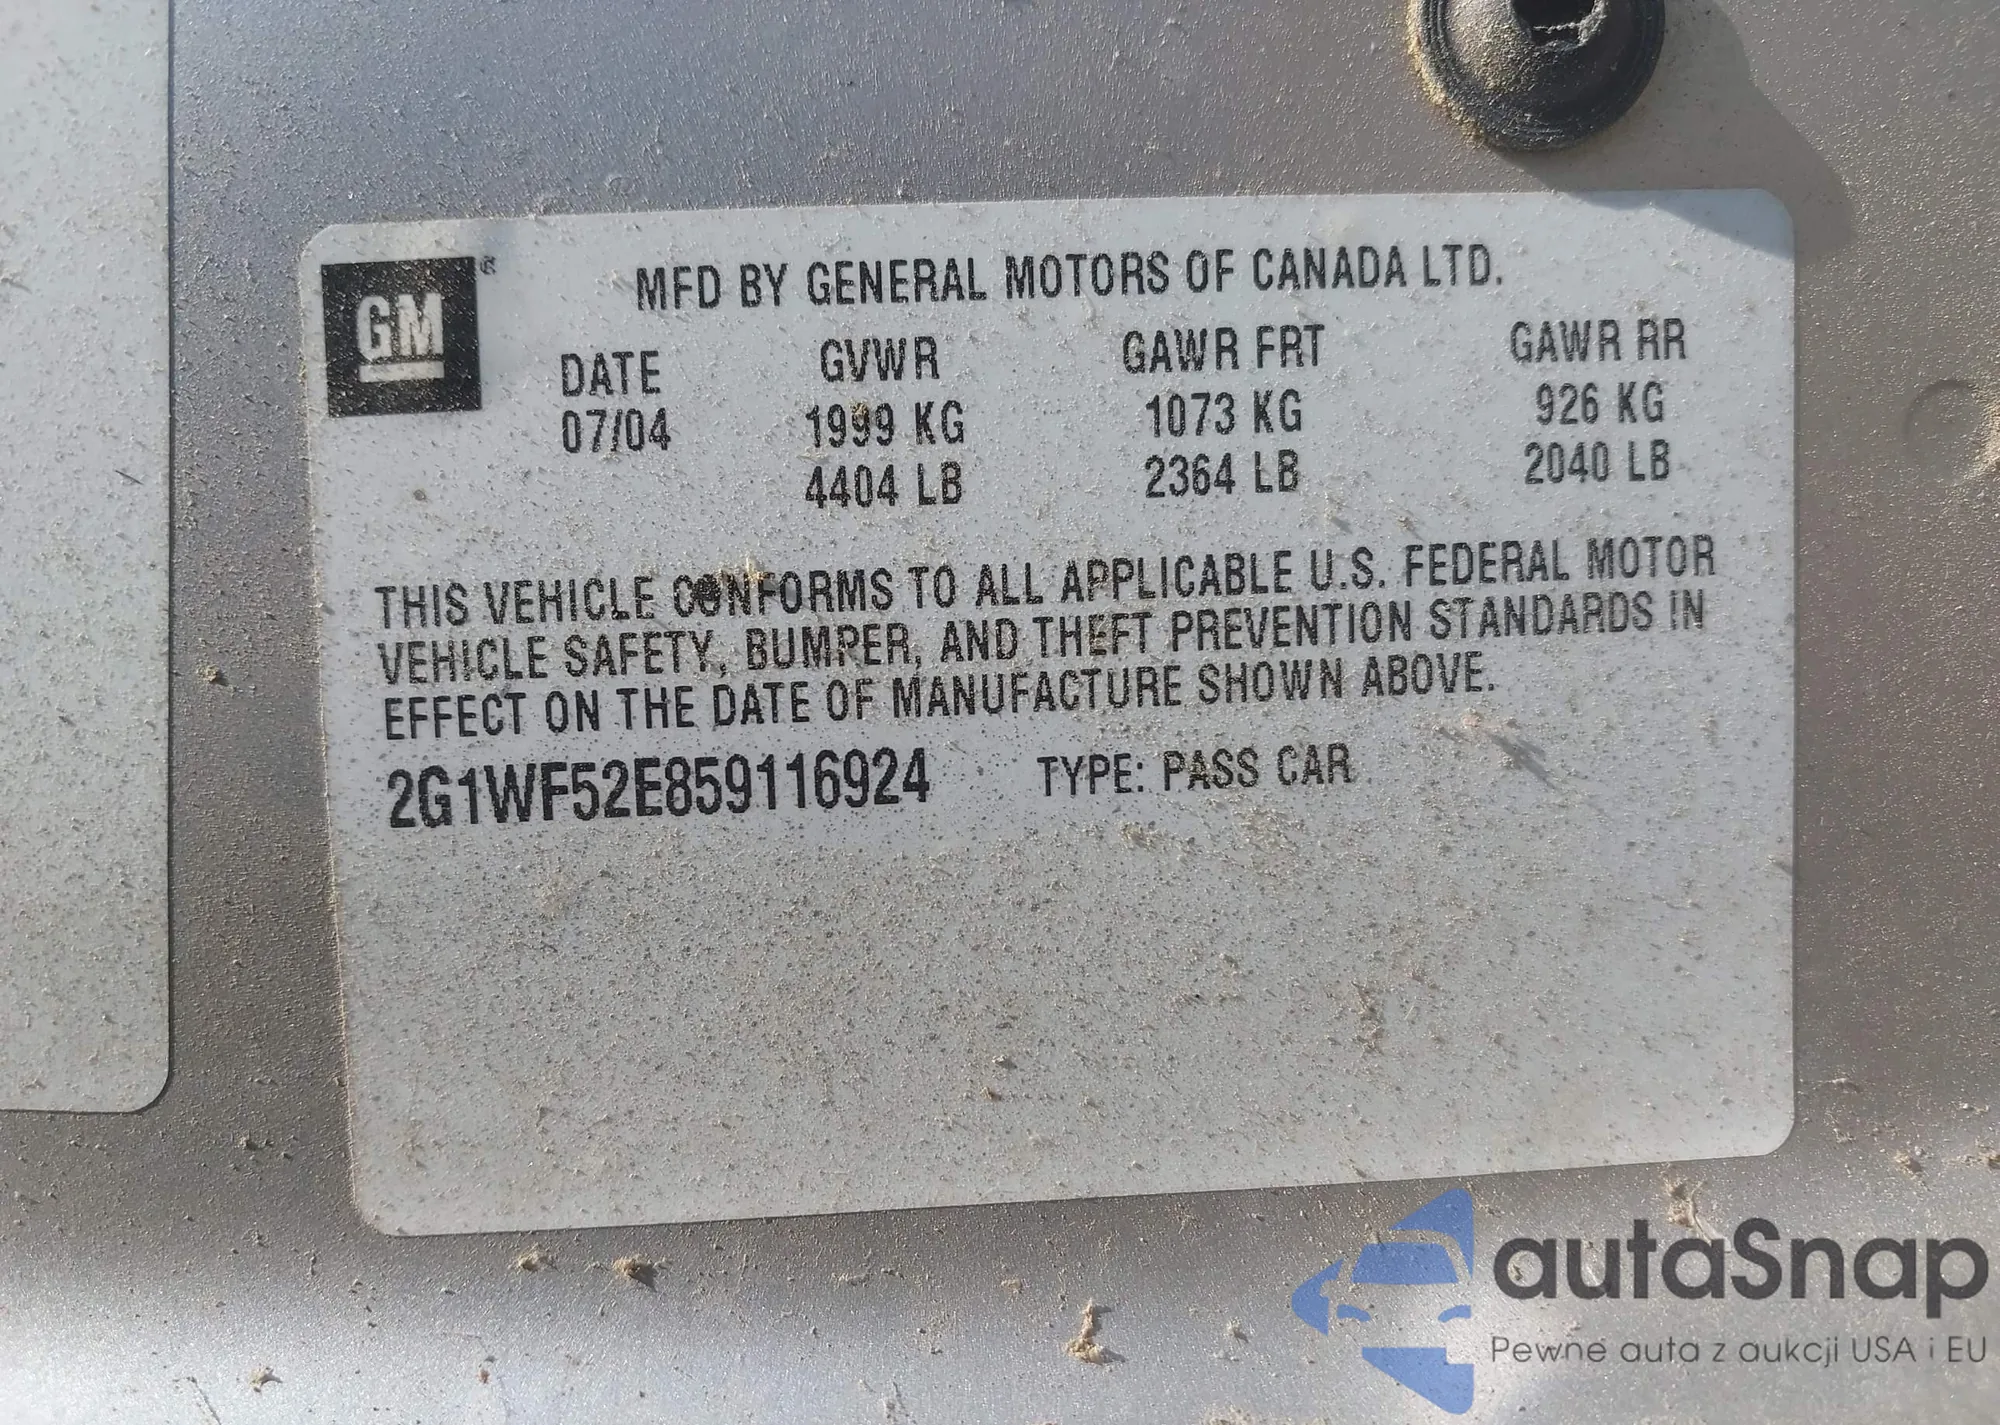 GM ®
MFD BY GENERAL MOTORS OF CANADA LTD.
DATE GVWR GAWR FRT GAWR RR
07/04 1999 KG 1073 KG 926 KG
4404 LB 2364 LB 2040 LB
THIS VEHICLE CONFORMS TO ALL APPLICABLE U.S. FEDERAL MOTOR
VEHICLE SAFETY, BUMPER, AND THEFT PREVENTION STANDARDS IN
EFFECT ON THE DATE OF MANUFACTURE SHOWN ABOVE.
2G1WF52E859116924 TYPE: PASS CAR
autaSnap
Pewne auta z aukcji USA i EU